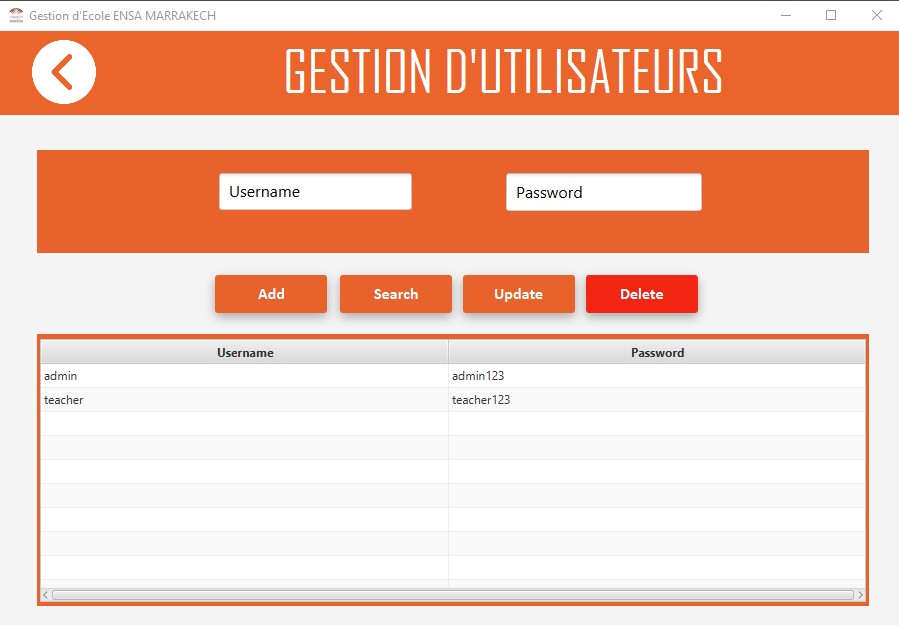 Gestion d'Ecole ENSA MARRAKECH
GESTION D'UTILISATEURS
Username Password
Add Search Update Delete
Username Password
admin admin123
teacher teacher123